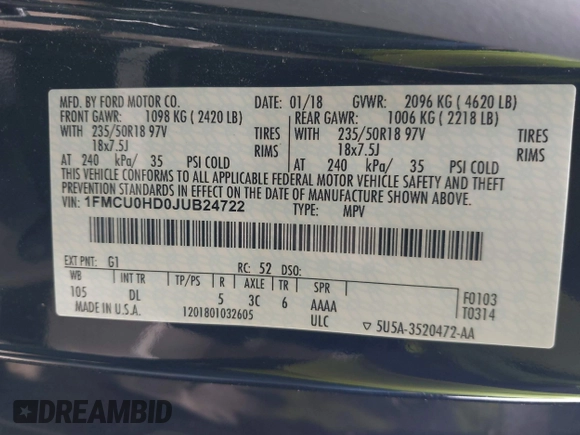 MFD. BY FORD MOTOR CO.
DATE: 01/18 GVWR: 2096 KG ( 4620 LB)
FRONT GAWR: 1098 KG ( 2420 LB) REAR GAWR: 1006 KG ( 2218 LB)
WITH 235/50R18 97V TIRES WITH 235/50R18 97V TIRES
18x7.5J RIMS 18x7.5J RIMS
AT 240 kPa/ 35 PSI COLD AT 240 kPa/ 35 PSI COLD
THIS VEHICLE CONFORMS TO ALL APPLICABLE FEDERAL MOTOR VEHICLE SAFETY AND THEFT
PREVENTION STANDARDS IN EFFECT ON THE DATE OF MANUFACTURE SHOWN ABOVE.
VIN: 1FMCU0HD0JUB24722 TYPE: MPV
EXT PNT: G1 RC: 52 DSO:
WB INT TR TP/PS R AXLE TR SPR
105 DL 5 3C 6 AAAA F0103
MADE IN U.S.A. 1201801032605 ULC T0314
5U5A-3520472-AA
DREAMBID